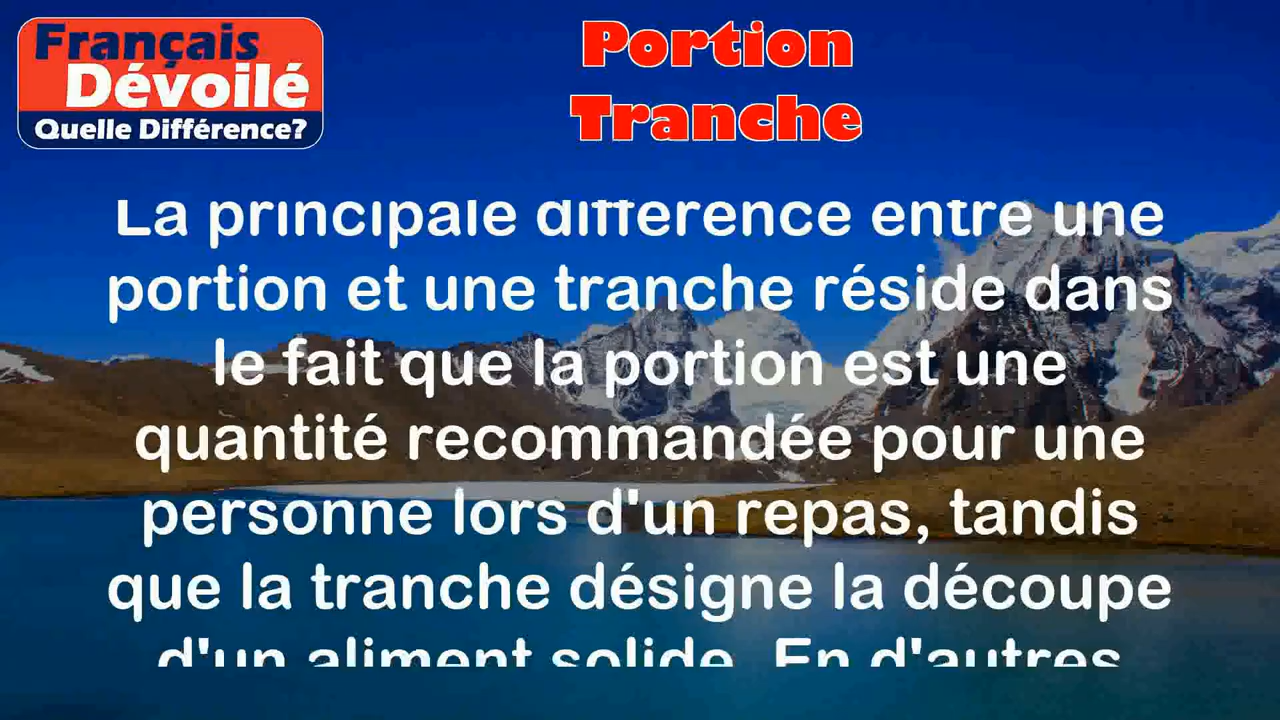 Français
Dévoilé
Quelle Différence?
Portion
Tranche
La principale différence entre une
portion et une tranche réside dans
le fait que la portion est une
quantité recommandée pour une
personne lors d'un repas, tandis
que la tranche désigne la découpe
d'un aliment solide. En d'autres